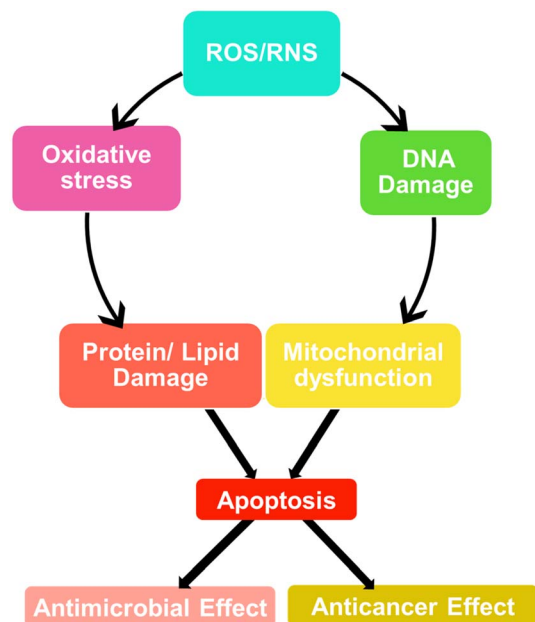 ROS/RNS
Oxidative
stress
DNA
Damage
Protein/ Lipid
Damage
Mitochondrial
dysfunction
Apoptosis
Antimicrobial Effect
Anticancer Effect